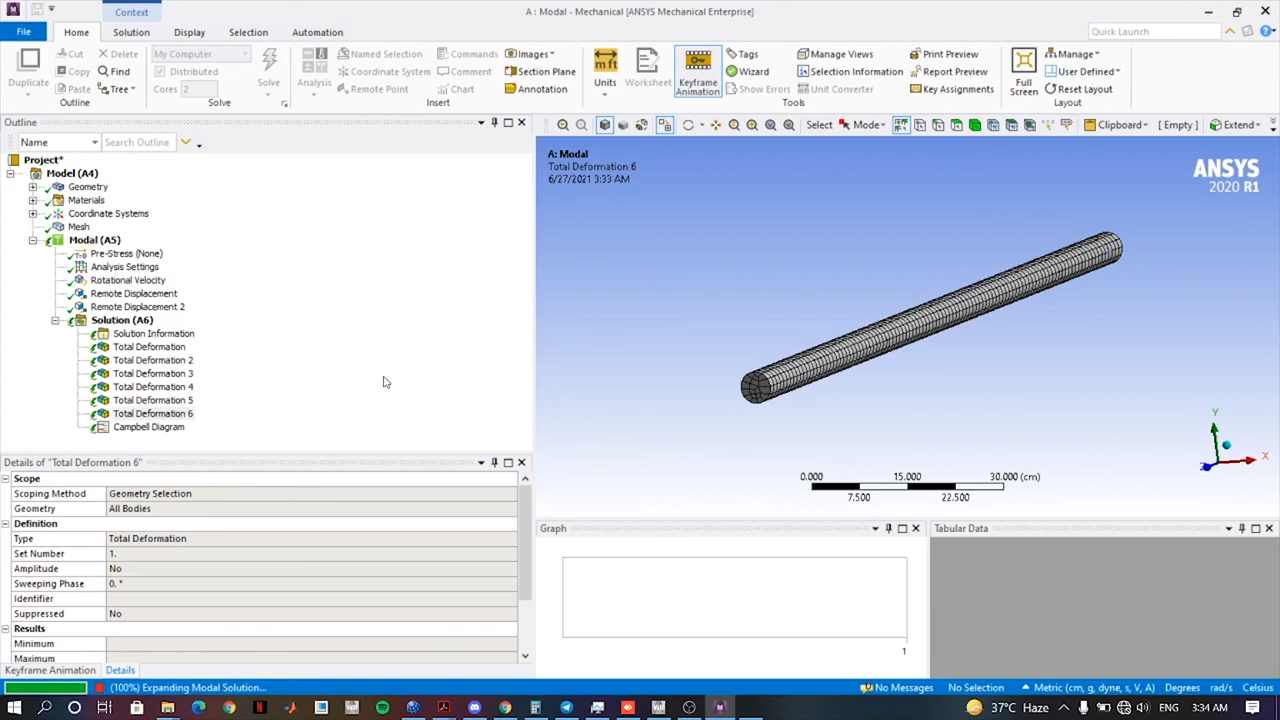 Context
A : Modal - Mechanical [ANSYS Mechanical Enterprise]
File Home Solution Display Selection Automation Quick Launch
Duplicate Cut Delete
Copy Find
Paste Tree
Outline
My Computer
Distributed
Cores 2
Solve
Solve
Analysis Named Selection Commands Images
Coordinate System Comment Section Plane
Remote Point Chart Annotation
Insert
Units Worksheet Keyframe Animation Tags Manage Views Print Preview
Wizard Selection Information Report Preview
Show Errors Unit Converter Key Assignments
Tools
Full Screen Manage
User Defined
Reset Layout
Layout
Outline
Name Search Outline
Select Mode Clipboard [ Empty ] Extend
Project*
Model (A4)
Geometry
Materials
Coordinate Systems
Mesh
Modal (A5)
Pre-Stress (None)
Analysis Settings
Rotational Velocity
Remote Displacement
Remote Displacement 2
Solution (A6)
Solution Information
Total Deformation
Total Deformation 2
Total Deformation 3
Total Deformation 4
Total Deformation 5
Total Deformation 6
Campbell Diagram
A: Modal
Total Deformation 6
6/27/2021 3:33 AM
ANSYS
2020 R1
Y
X
Z
0.000 15.000 30.000 (cm)
7.500 22.500
Details of "Total Deformation 6"
Scope
Scoping Method Geometry Selection
Geometry All Bodies
Definition
Type Total Deformation
Set Number 1.
Amplitude No
Sweeping Phase 0. °
Identifier
Suppressed No
Results
Minimum
Maximum
Keyframe Animation Details
Graph
1
Tabular Data
(100%) Expanding Modal Solution...
No Messages No Selection Metric (cm, g, dyne, s, V, A) Degrees rad/s Celsius
37°C Haze ENG 3:34 AM